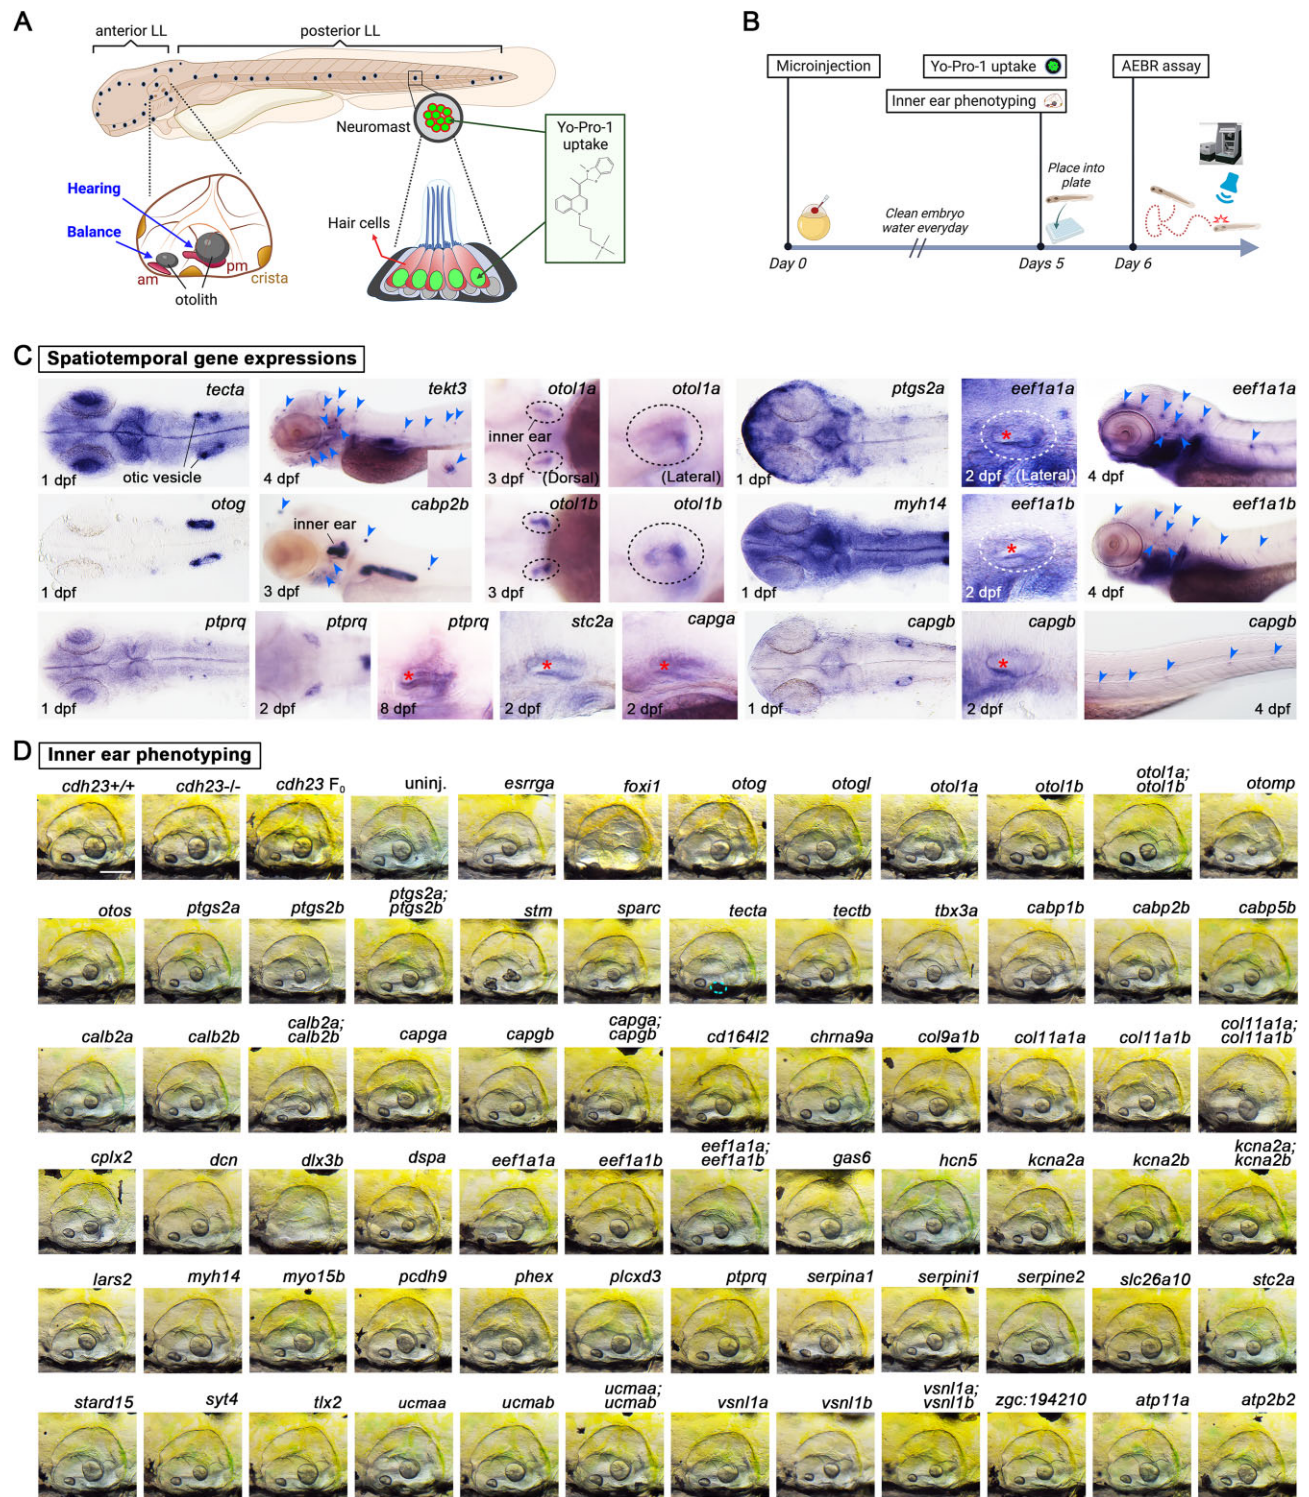 A
anterior LL
posterior LL
Neuromast
Yo-Pro-1
uptake
Hearing
Balance
Hair cells
am
pm
crista
otolith
B
Microinjection
Yo-Pro-1 uptake
AEBR assay
Inner ear phenotyping
Place into
plate
Clean embryo
water everyday
Day 0
Days 5
Day 6
C Spatiotemporal gene expressions
tecta
otic vesicle
1 dpf
tekt3
4 dpf
otol1a
inner ear
3 dpf (Dorsal)
otol1a
(Lateral)
ptgs2a
1 dpf
eef1a1a
*
2 dpf (Lateral)
eef1a1a
4 dpf
otog
1 dpf
cabp2b
inner ear
3 dpf
otol1b
3 dpf
otol1b
myh14
1 dpf
eef1a1b
*
2 dpf
eef1a1b
4 dpf
ptprq
1 dpf
ptprq
2 dpf
ptprq
*
8 dpf
stc2a
*
2 dpf
capga
*
2 dpf
capgb
1 dpf
capgb
*
2 dpf
capgb
4 dpf
D Inner ear phenotyping
cdh23+/+ cdh23-/- cdh23 F0 uninj. esrrga foxi1 otog otogl otol1a otol1b otol1a;
otol1b otomp
otos ptgs2a ptgs2b ptgs2a;
ptgs2b stm sparc tecta tectb tbx3a cabp1b cabp2b cabp5b
calb2a calb2b calb2a;
calb2b capga capgb capga;
capgb cd164l2 chrna9a col9a1b col11a1a col11a1b col11a1a;
col11a1b
cplx2 dcn dlx3b dspa eef1a1a eef1a1b eef1a1a;
eef1a1b gas6 hcn5 kcna2a kcna2b kcna2a;
kcna2b
lars2 myh14 myo15b pcdh9 phex plcxd3 ptprq serpina1 serpini1 serpine2 slc26a10 stc2a
stard15 syt4 tlx2 ucmaa ucmab ucmaa;
ucmab vsnl1a vsnl1b vsnl1a;
vsnl1b zgc:194210 atp11a atp2b2